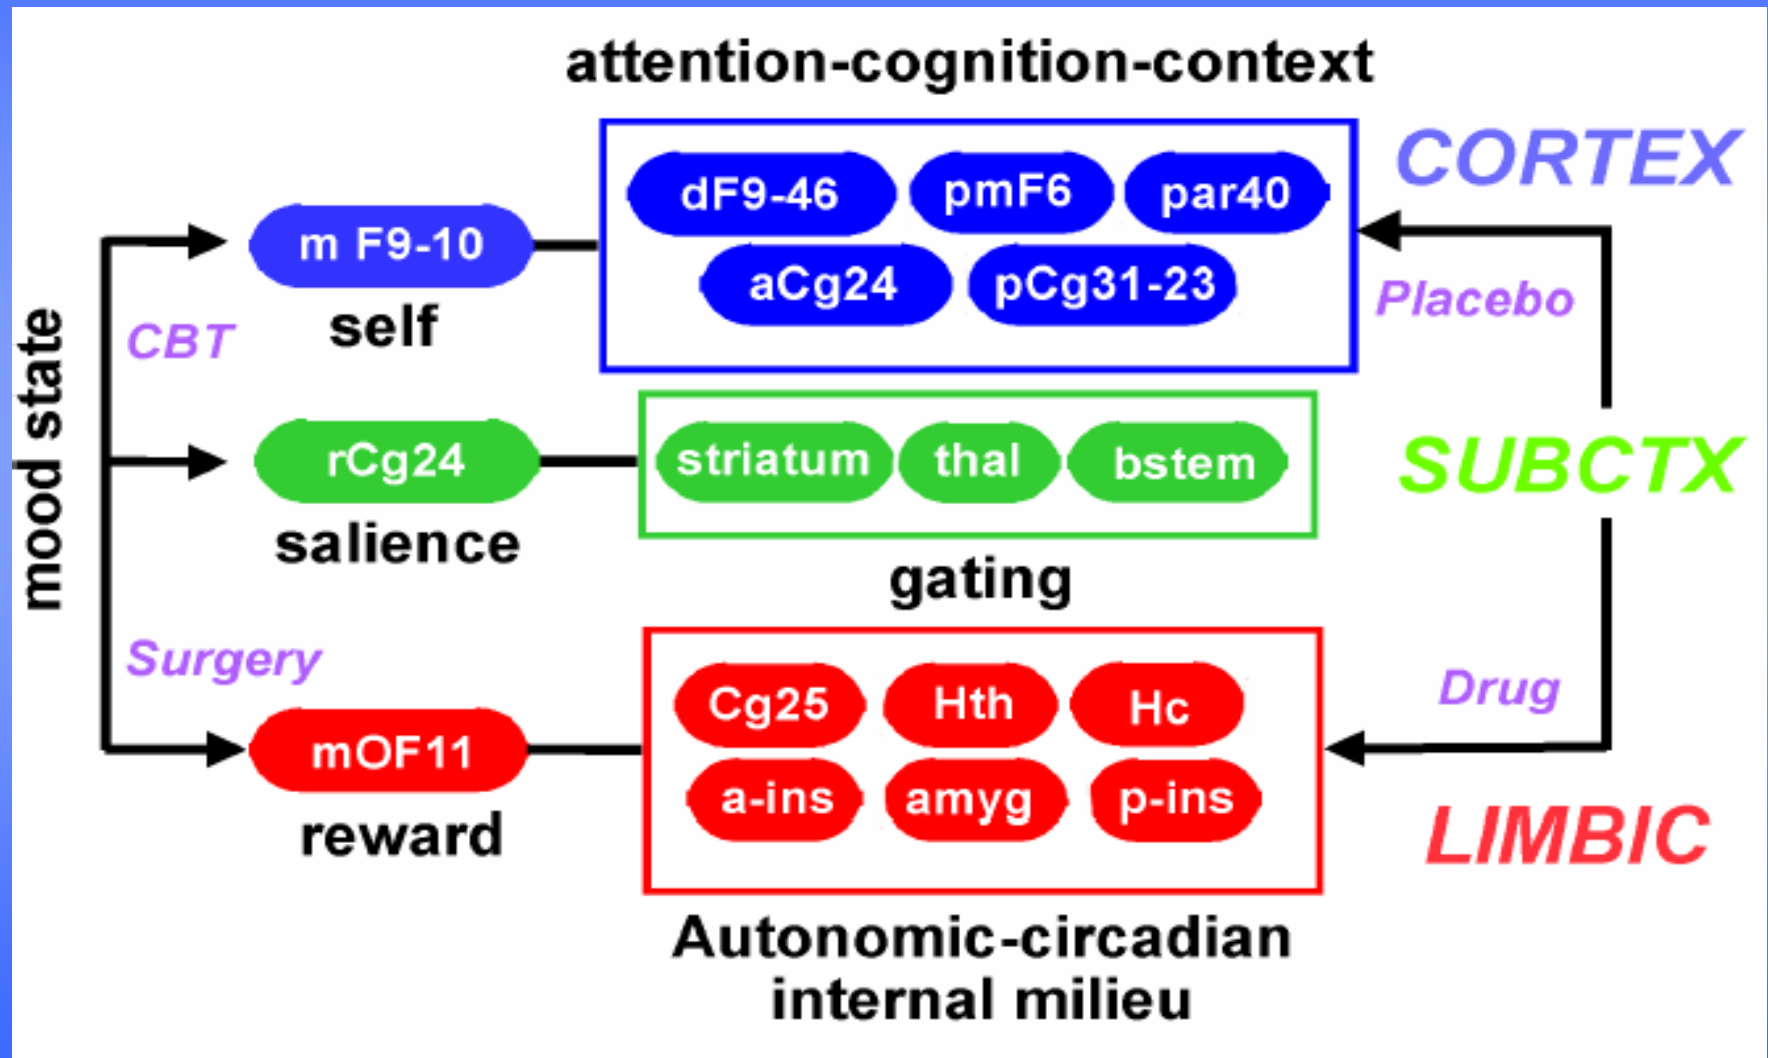 attention-cognition-context
CORTEX
dF9-46 pmF6 par40
m F9-10
aCg24 pCg31-23
self
CBT
Placebo
mood state
rCg24
striatum thal bstem
SUBCTX
salience
gating
Surgery
Cg25 Hth Hc
Drug
mOF11
a-ins amyg p-ins
reward
LIMBIC
Autonomic-circadian
internal milieu